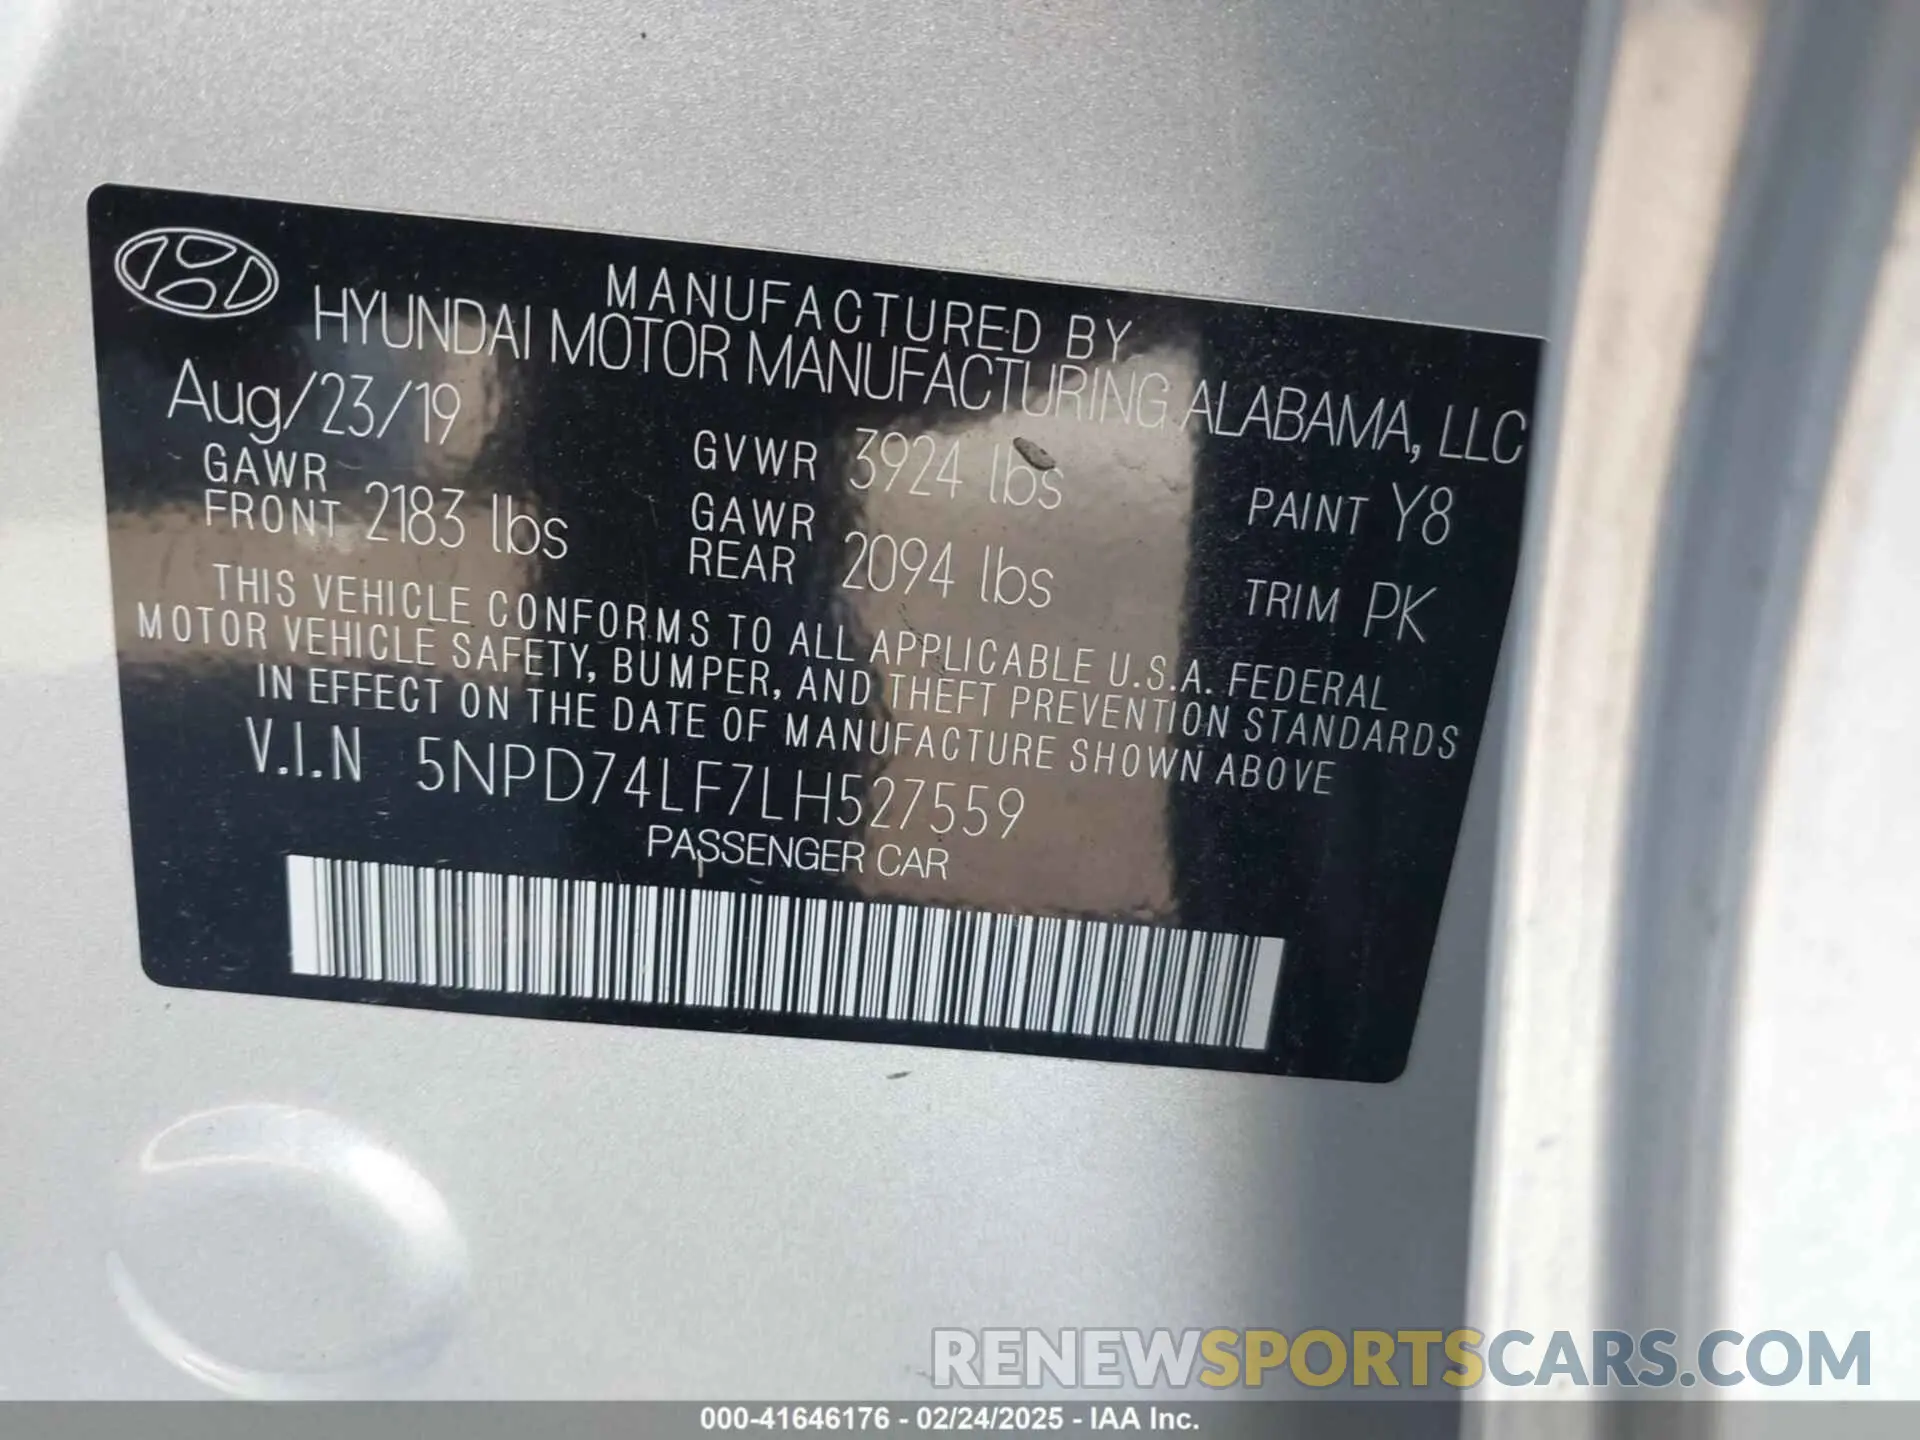 MANUFACTURED BY
HYUNDAI MOTOR MANUFACTURING ALABAMA, LLC
Aug/23/19
GVWR 3924 lbs
PAINT Y8
GAWR FRONT 2183 lbs
GAWR REAR 2094 lbs
TRIM PK
THIS VEHICLE CONFORMS TO ALL APPLICABLE U.S.A. FEDERAL
MOTOR VEHICLE SAFETY, BUMPER, AND THEFT PREVENTION STANDARDS
IN EFFECT ON THE DATE OF MANUFACTURE SHOWN ABOVE
V.I.N 5NPD74LF7LH527559
PASSENGER CAR
RENEWSPORTSCARS.COM
000-41646176 - 02/24/2025 - IAA Inc.